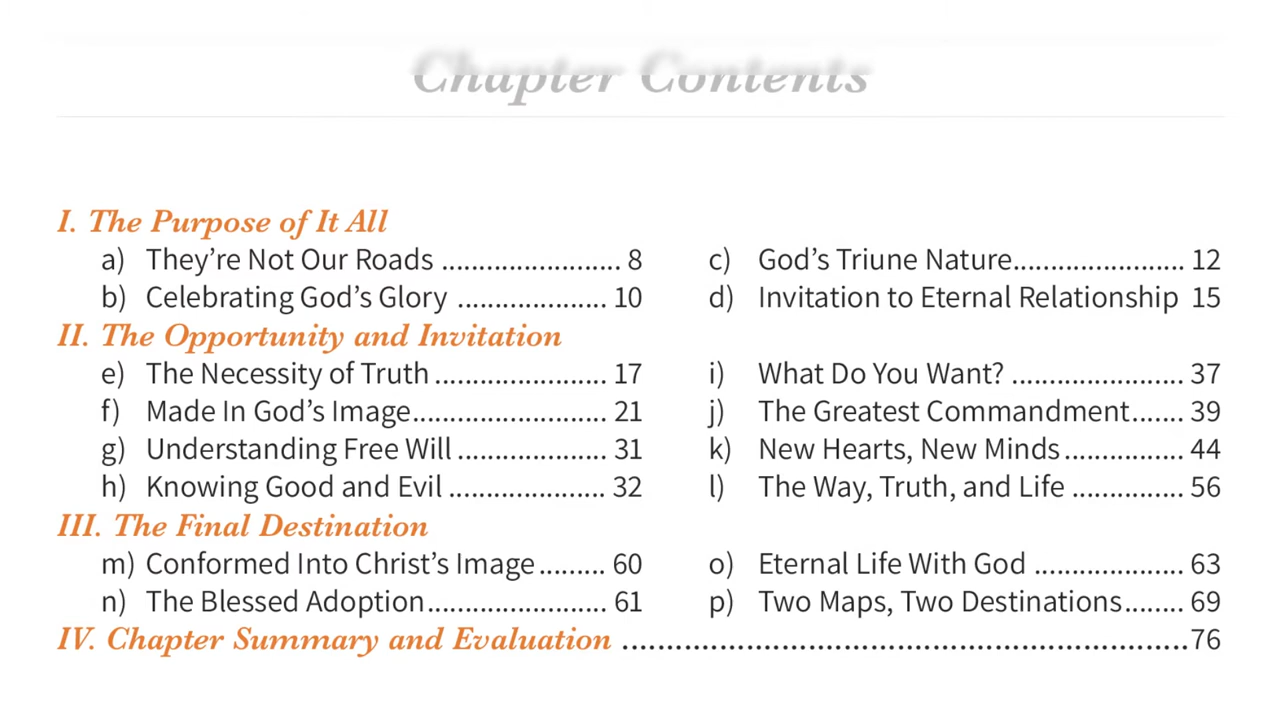 Chapter Contents
I. The Purpose of It All
a) They’re Not Our Roads ........................ 8
b) Celebrating God’s Glory .................... 10
c) God’s Triune Nature....................... 12
d) Invitation to Eternal Relationship 15
II. The Opportunity and Invitation
e) The Necessity of Truth ....................... 17
f) Made In God’s Image.......................... 21
g) Understanding Free Will .................... 31
h) Knowing Good and Evil ..................... 32
i) What Do You Want? ....................... 37
j) The Greatest Commandment....... 39
k) New Hearts, New Minds ................ 44
l) The Way, Truth, and Life ............... 56
III. The Final Destination
m) Conformed Into Christ’s Image ......... 60
n) The Blessed Adoption........................ 61
o) Eternal Life With God .................... 63
p) Two Maps, Two Destinations........ 69
IV. Chapter Summary and Evaluation ......................................................76